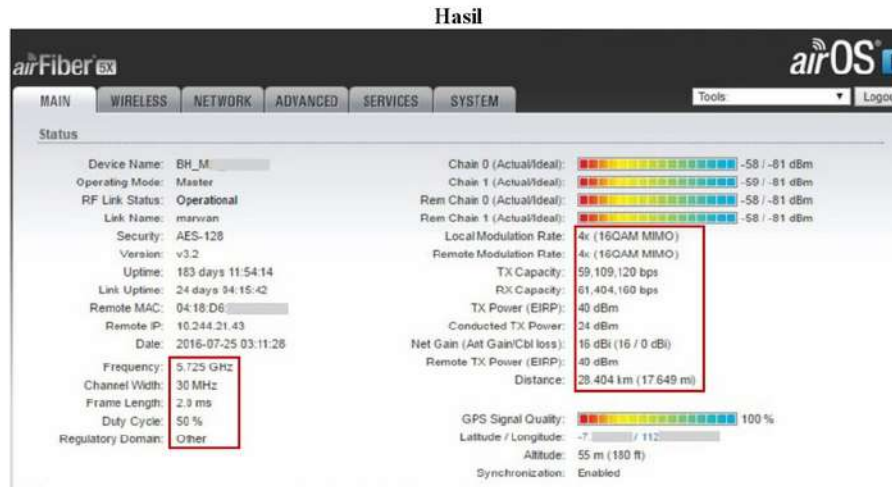 Hasil
airFiber 5X
airOS
MAIN WIRELESS NETWORK ADVANCED SERVICES SYSTEM
Tools:
Status
Device Name: BH_M
Operating Mode: Master
RF Link Status: Operational
Link Name: marwan
Security: AES-128
Version: v3.2
Uptime: 183 days 11:54:14
Link Uptime: 24 days 04:15:42
Remote MAC: 04:18:D6:
Remote IP: 10.244.21.43
Date: 2016-07-25 03:11:28
Frequency: 5.725 GHz
Channel Width: 30 MHz
Frame Length: 2.0 ms
Duty Cycle: 50 %
Regulatory Domain: Other
Chain 0 (Actual/Ideal): -58 / -81 dBm
Chain 1 (Actual/Ideal): -59 / -81 dBm
Rem Chain 0 (Actual/Ideal): -58 / -81 dBm
Rem Chain 1 (Actual/Ideal): -58 / -81 dBm
Local Modulation Rate: 4x (16QAM MIMO)
Remote Modulation Rate: 4x (16QAM MIMO)
TX Capacity: 59,109,120 bps
RX Capacity: 61,404,160 bps
TX Power (EIRP): 40 dBm
Conducted TX Power: 24 dBm
Net Gain (Ant Gain/Cbl loss): 16 dBi (16 / 0 dBi)
Remote TX Power (EIRP): 40 dBm
Distance: 28.404 km (17.649 mi)
GPS Signal Quality: 100 %
Latitude / Longitude: -7. / 112
Altitude: 55 m (180 ft)
Synchronization: Enabled